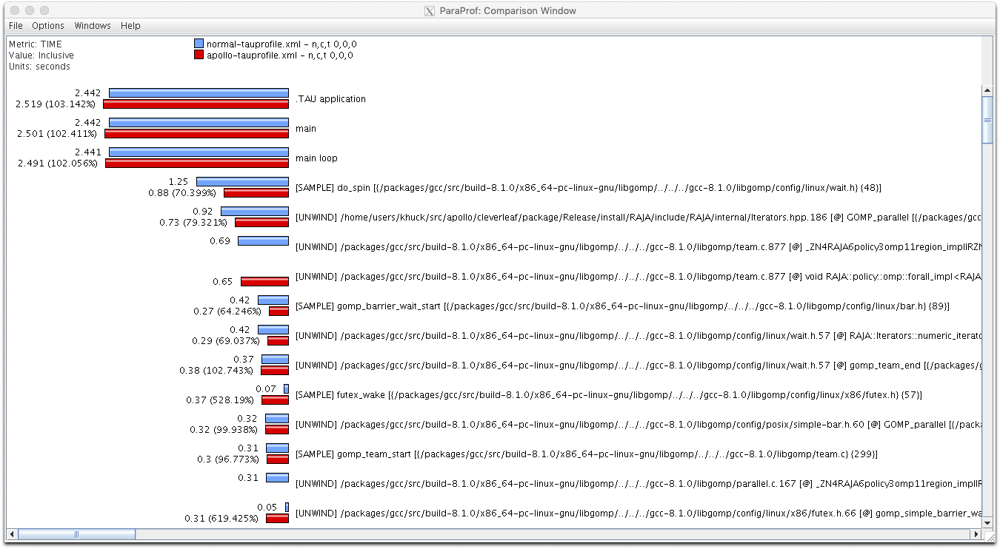 ParaProf: Comparison Window
File Options Windows Help
Metric: TIME
Value: Inclusive
Units: seconds
normal-tauprofile.xml - n,c,t 0,0,0
apollo-tauprofile.xml - n,c,t 0,0,0
2.442
2.519 (103.142%)
.TAU application
2.442
2.501 (102.411%)
main
2.441
2.491 (102.056%)
main loop
1.25
0.88 (70.399%)
[SAMPLE] do_spin [{/packages/gcc/src/build-8.1.0/x86_64-pc-linux-gnu/libgomp/../../../gcc-8.1.0/libgomp/config/linux/wait.h} {48}]
0.92
0.73 (79.321%)
[UNWIND] /home/users/khuck/src/apollo/cleverleaf/package/Release/install/RAJA/include/RAJA/internal/Iterators.hpp.186 [@] GOMP_parallel [{/packages/gcc
0.69
[UNWIND] /packages/gcc/src/build-8.1.0/x86_64-pc-linux-gnu/libgomp/../../../gcc-8.1.0/libgomp/team.c.877 [@] _ZN4RAJA6policy3omp11region_implIRZN
0.65
[UNWIND] /packages/gcc/src/build-8.1.0/x86_64-pc-linux-gnu/libgomp/../../../gcc-8.1.0/libgomp/team.c.877 [@] void RAJA::policy::omp::forall_impl<RAJA
0.42
0.27 (64.246%)
[SAMPLE] gomp_barrier_wait_start [{/packages/gcc/src/build-8.1.0/x86_64-pc-linux-gnu/libgomp/../../../gcc-8.1.0/libgomp/config/linux/bar.h} {89}]
0.42
0.29 (69.037%)
[UNWIND] /packages/gcc/src/build-8.1.0/x86_64-pc-linux-gnu/libgomp/../../../gcc-8.1.0/libgomp/config/linux/wait.h.57 [@] RAJA::Iterators::numeric_iterato
0.37
0.38 (102.743%)
[UNWIND] /packages/gcc/src/build-8.1.0/x86_64-pc-linux-gnu/libgomp/../../../gcc-8.1.0/libgomp/config/linux/wait.h.57 [@] gomp_team_end [{/packages/g
0.07
0.37 (528.19%)
[SAMPLE] futex_wake [{/packages/gcc/src/build-8.1.0/x86_64-pc-linux-gnu/libgomp/../../../gcc-8.1.0/libgomp/config/linux/x86/futex.h} {57}]
0.32
0.32 (99.938%)
[UNWIND] /packages/gcc/src/build-8.1.0/x86_64-pc-linux-gnu/libgomp/../../../gcc-8.1.0/libgomp/config/posix/simple-bar.h.60 [@] GOMP_parallel [{/packa
0.31
0.3 (96.773%)
[SAMPLE] gomp_team_start [{/packages/gcc/src/build-8.1.0/x86_64-pc-linux-gnu/libgomp/../../../gcc-8.1.0/libgomp/team.c} {299}]
0.31
[UNWIND] /packages/gcc/src/build-8.1.0/x86_64-pc-linux-gnu/libgomp/../../../gcc-8.1.0/libgomp/parallel.c.167 [@] _ZN4RAJA6policy3omp11region_implIR
0.05
0.31 (619.425%)
[UNWIND] /packages/gcc/src/build-8.1.0/x86_64-pc-linux-gnu/libgomp/../../../gcc-8.1.0/libgomp/config/linux/x86/futex.h.66 [@] gomp_simple_barrier_wa